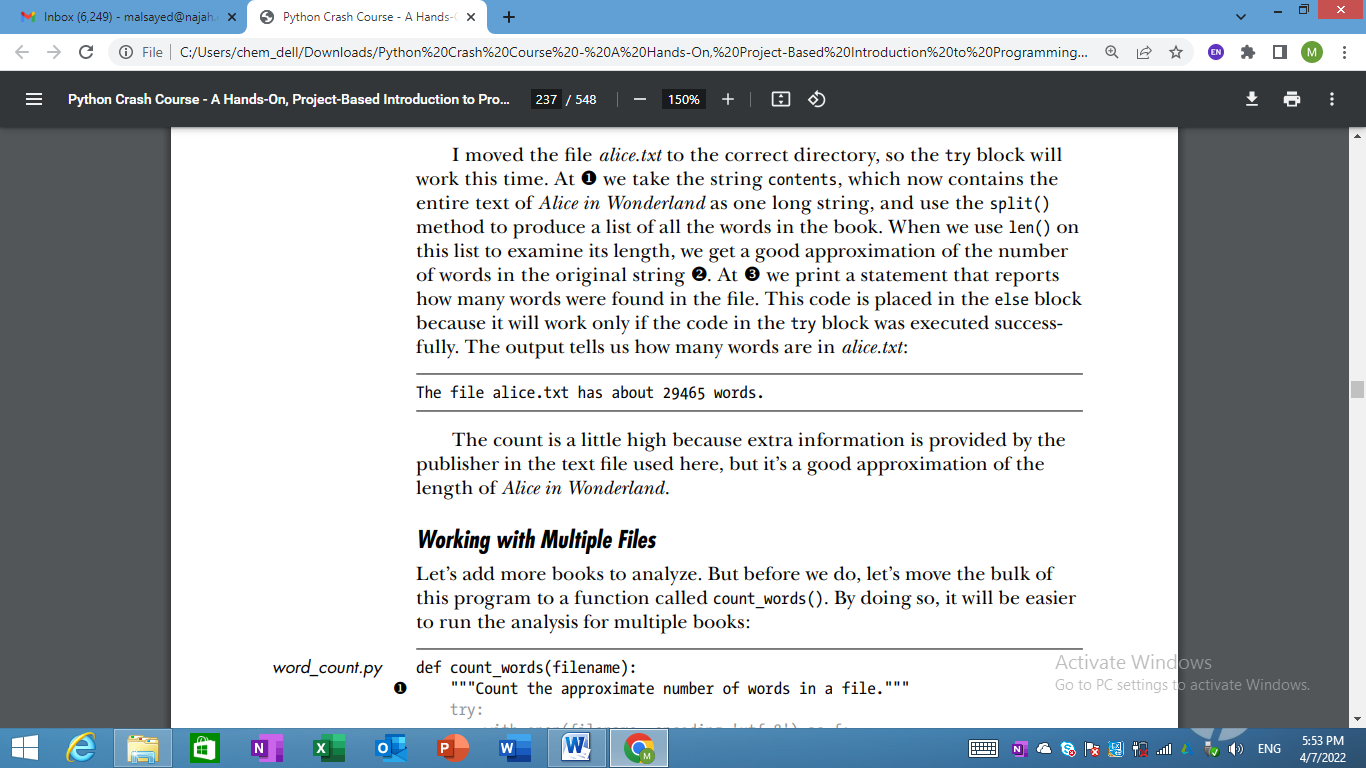 Inbox (6,249) - malsayed@najah.
Python Crash Course - A Hands-O
File
C:/Users/chem_dell/Downloads/Python%20Crash%20Course%20-%20A%20Hands-On,%20Project-Based%20Introduction%20to%20Programming...
EN
M
Python Crash Course - A Hands-On, Project-Based Introduction to Pro...
237 / 548
150%
I moved the file alice.txt to the correct directory, so the try block will
work this time. At ❶ we take the string contents, which now contains the
entire text of Alice in Wonderland as one long string, and use the split()
method to produce a list of all the words in the book. When we use len() on
this list to examine its length, we get a good approximation of the number
of words in the original string ❷. At ❸ we print a statement that reports
how many words were found in the file. This code is placed in the else block
because it will work only if the code in the try block was executed success-
fully. The output tells us how many words are in alice.txt:
The file alice.txt has about 29465 words.
The count is a little high because extra information is provided by the
publisher in the text file used here, but it's a good approximation of the
length of Alice in Wonderland.
Working with Multiple Files
Let's add more books to analyze. But before we do, let's move the bulk of
this program to a function called count_words(). By doing so, it will be easier
to run the analysis for multiple books:
word_count.py
def count_words(filename):
❶ """Count the approximate number of words in a file."""
try:
Activate Windows
Go to PC settings to activate Windows.
ENG
5:53 PM
4/7/2022